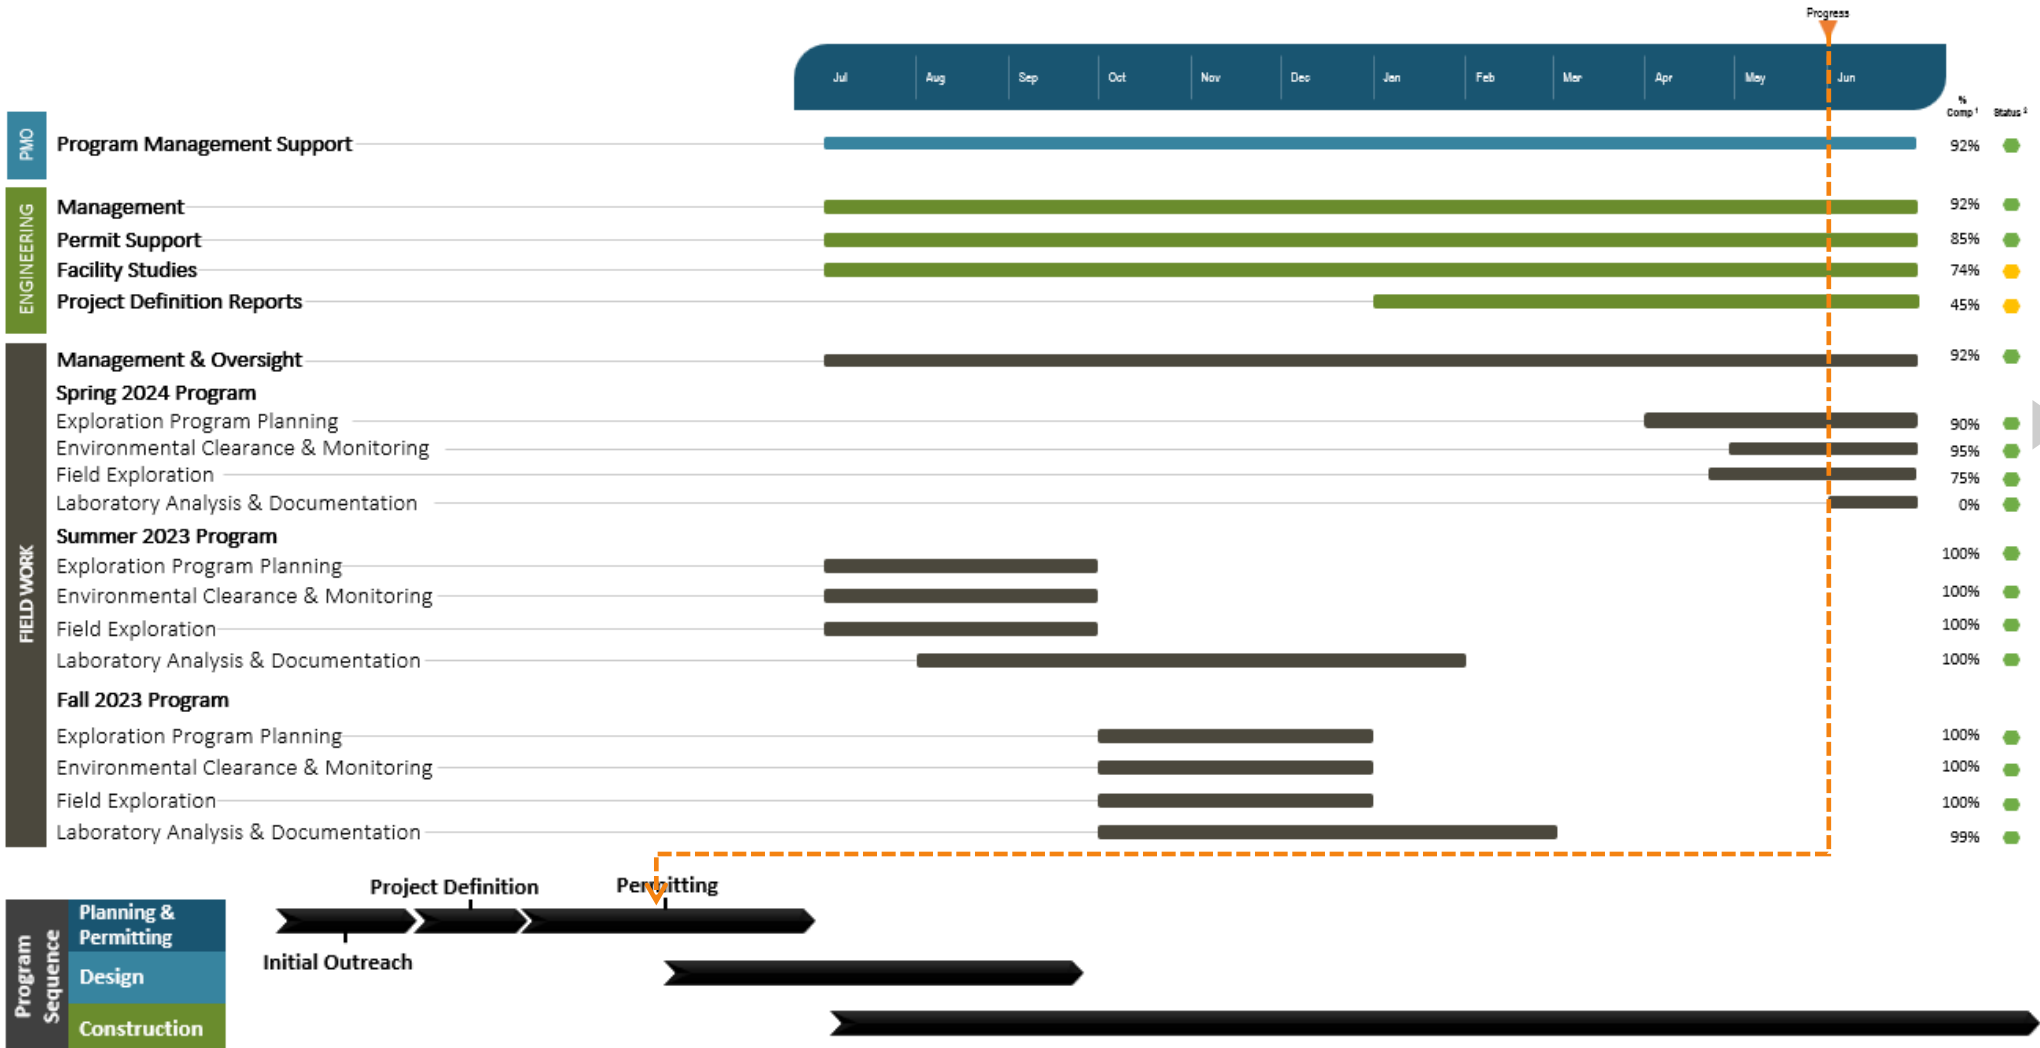 Progress
Jul Aug Sep Oct Nov Dec Jan Feb Mar Apr May Jun
% Comp ¹ Status ²
PMO
Program Management Support 92%
ENGINEERING
Management 92%
Permit Support 85%
Facility Studies 74%
Project Definition Reports 45%
FIELD WORK
Management & Oversight 92%
Spring 2024 Program
Exploration Program Planning 90%
Environmental Clearance & Monitoring 95%
Field Exploration 75%
Laboratory Analysis & Documentation 0%
Summer 2023 Program
Exploration Program Planning 100%
Environmental Clearance & Monitoring 100%
Field Exploration 100%
Laboratory Analysis & Documentation 100%
Fall 2023 Program
Exploration Program Planning 100%
Environmental Clearance & Monitoring 100%
Field Exploration 100%
Laboratory Analysis & Documentation 99%
Program Sequence
Planning &
Permitting
Project Definition
Permitting
Initial Outreach
Design
Construction